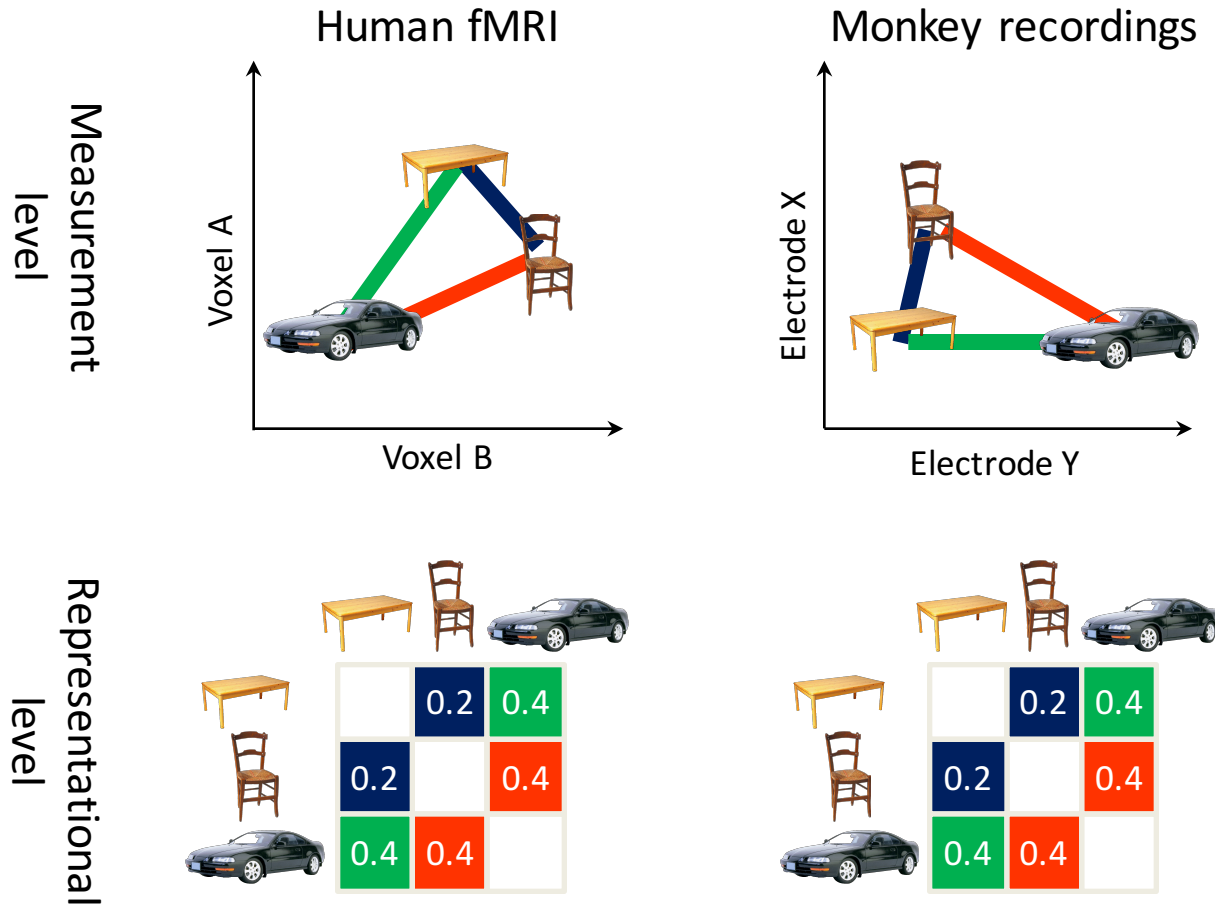 Human fMRI
Monkey recordings
Measurement
level
Voxel A
Voxel B
Electrode X
Electrode Y
Representational
level
0.2 0.4
0.2 0.4
0.4 0.4
0.2 0.4
0.2 0.4
0.4 0.4